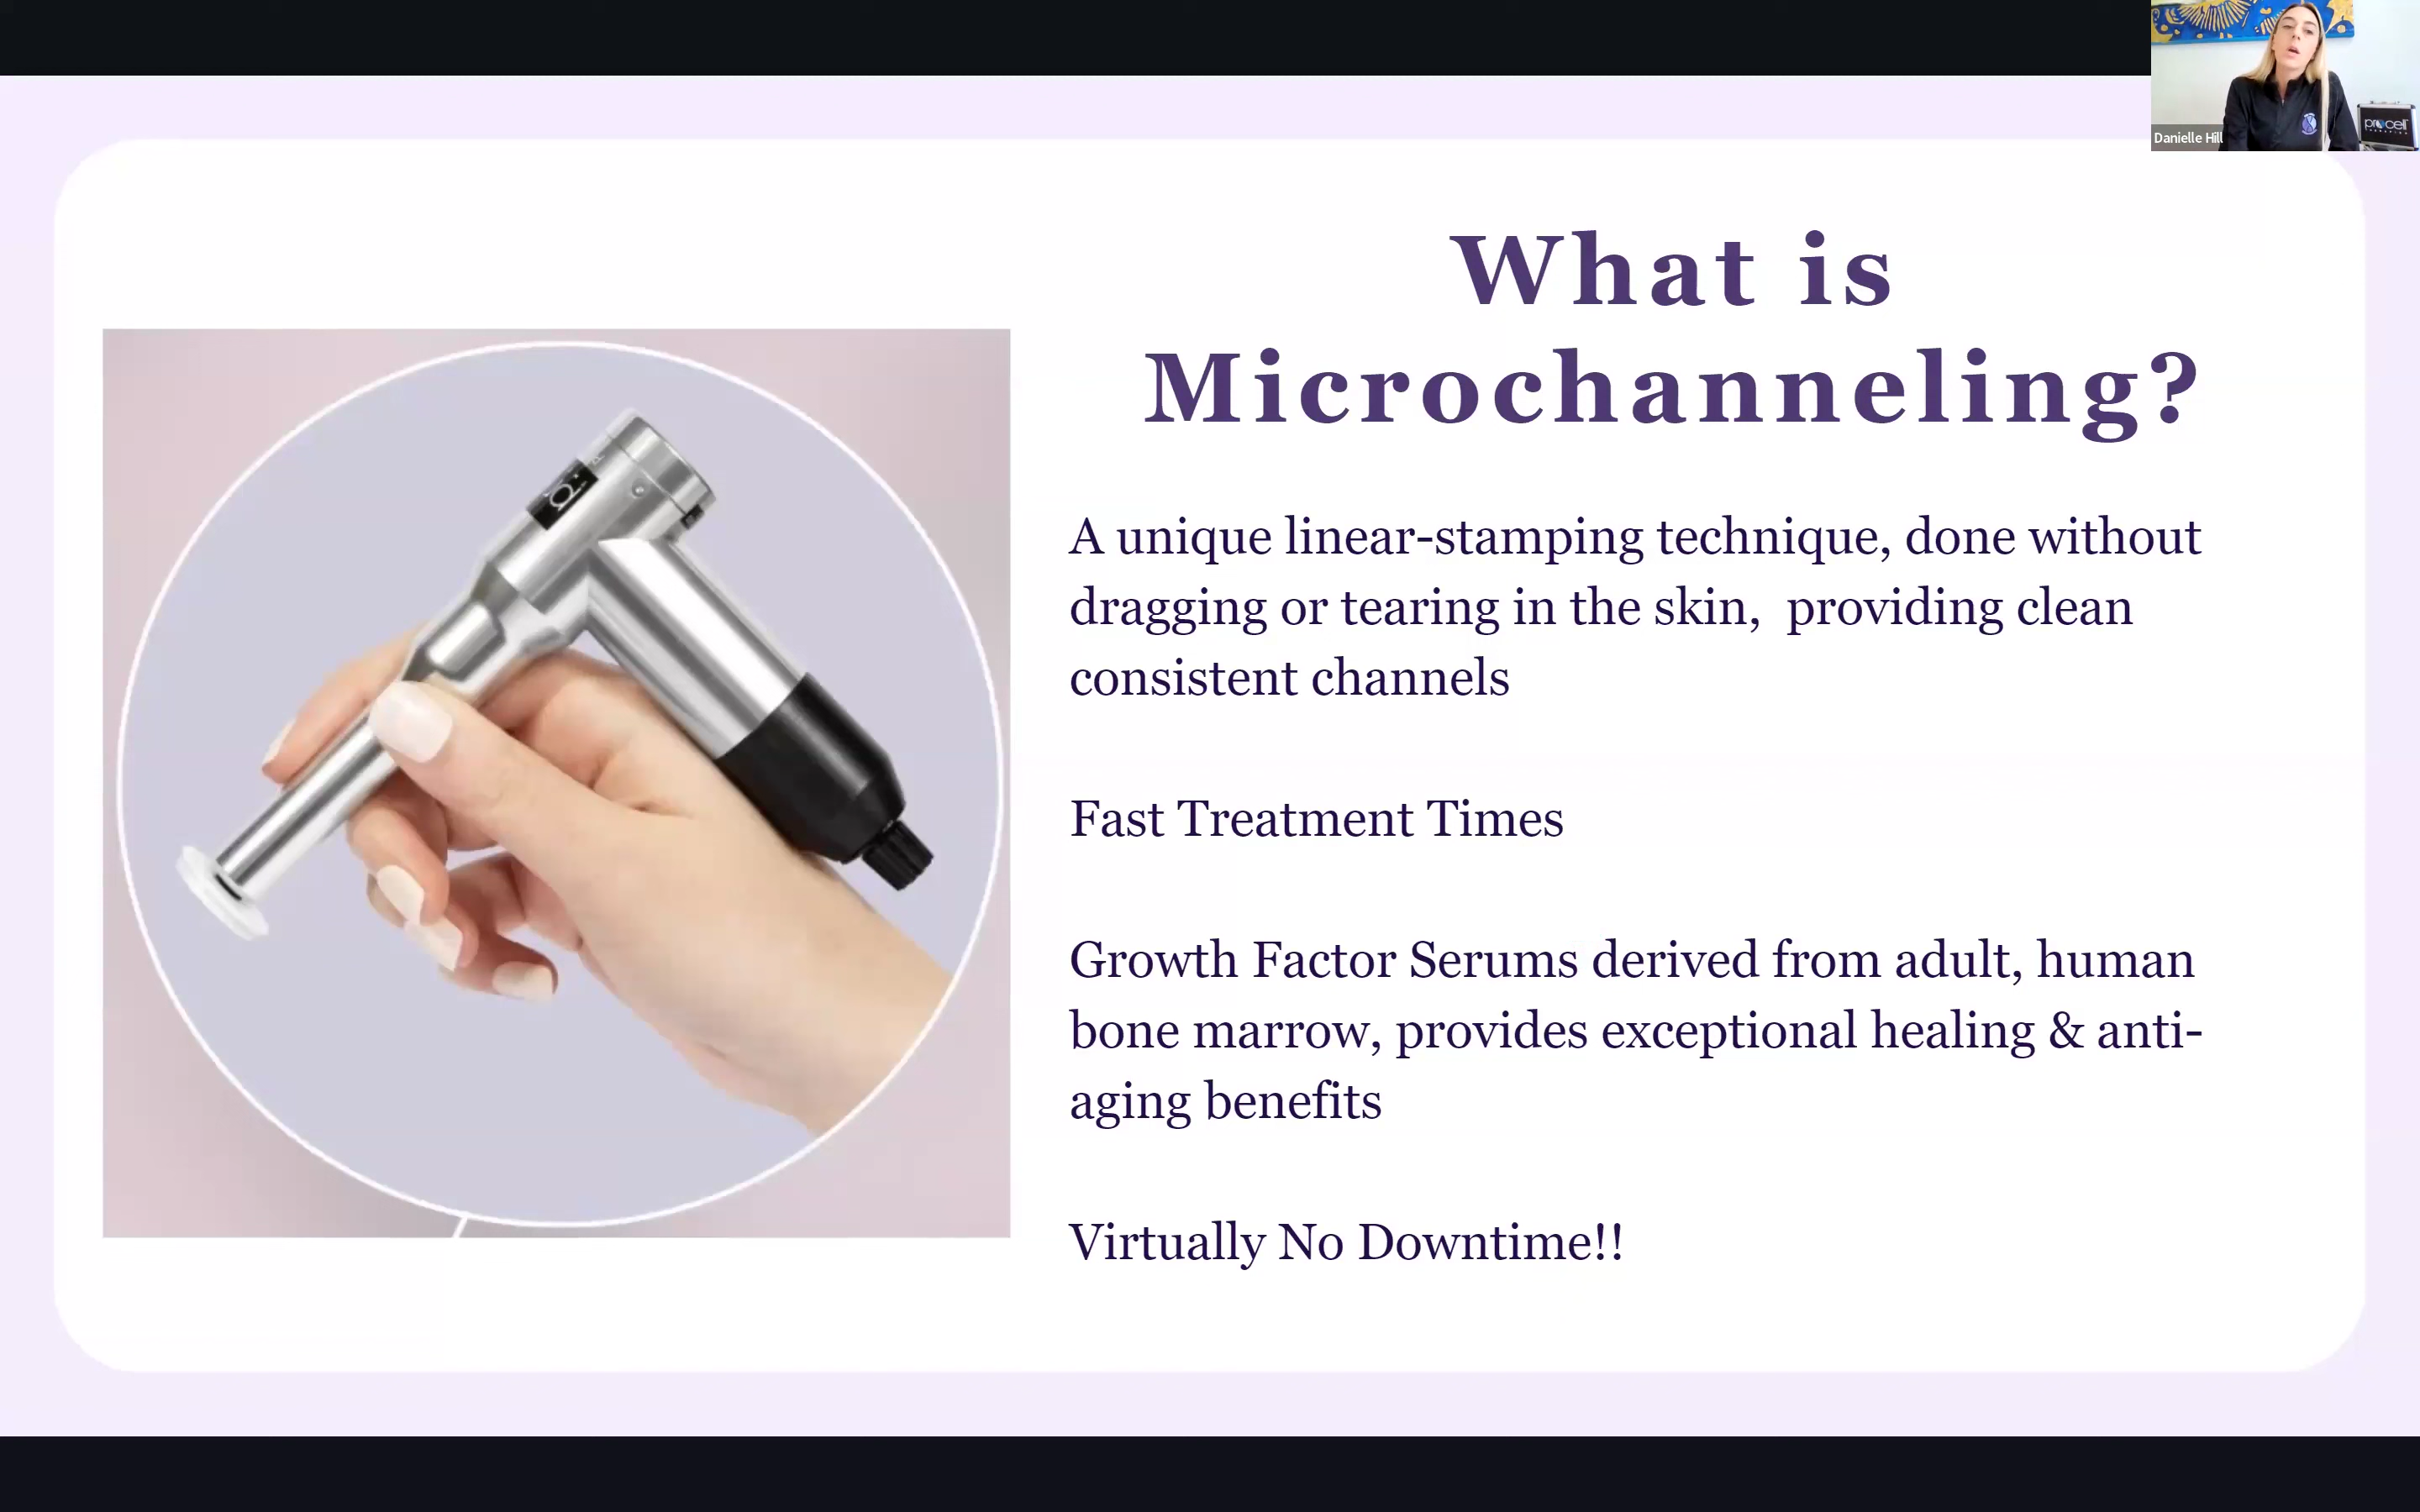 Danielle Hill
procell
What is
Microchanneling?
A unique linear-stamping technique, done without
dragging or tearing in the skin,  providing clean
consistent channels
Fast Treatment Times
Growth Factor Serums derived from adult, human
bone marrow, provides exceptional healing & anti-
aging benefits
Virtually No Downtime!!